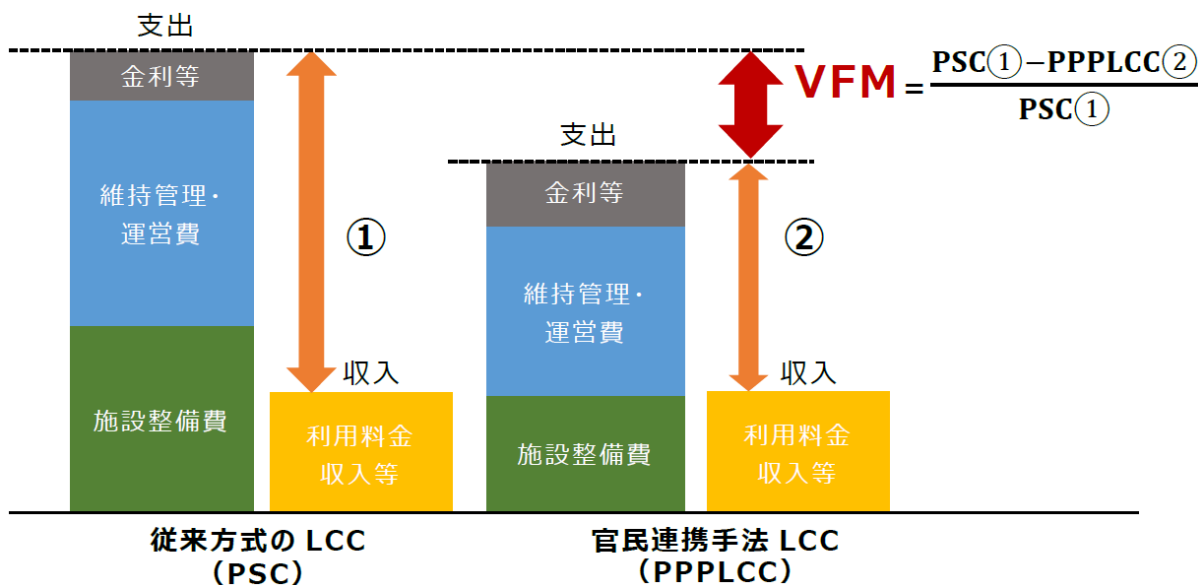 支出
金利等
維持管理・
運営費
施設整備費
①
収入
利用料金
収入等
従来方式の LCC
（PSC）
支出
金利等
維持管理・
運営費
施設整備費
②
収入
利用料金
収入等
官民連携手法 LCC
（PPPLCC）
VFM = PSC①−PPPLCC②
PSC①